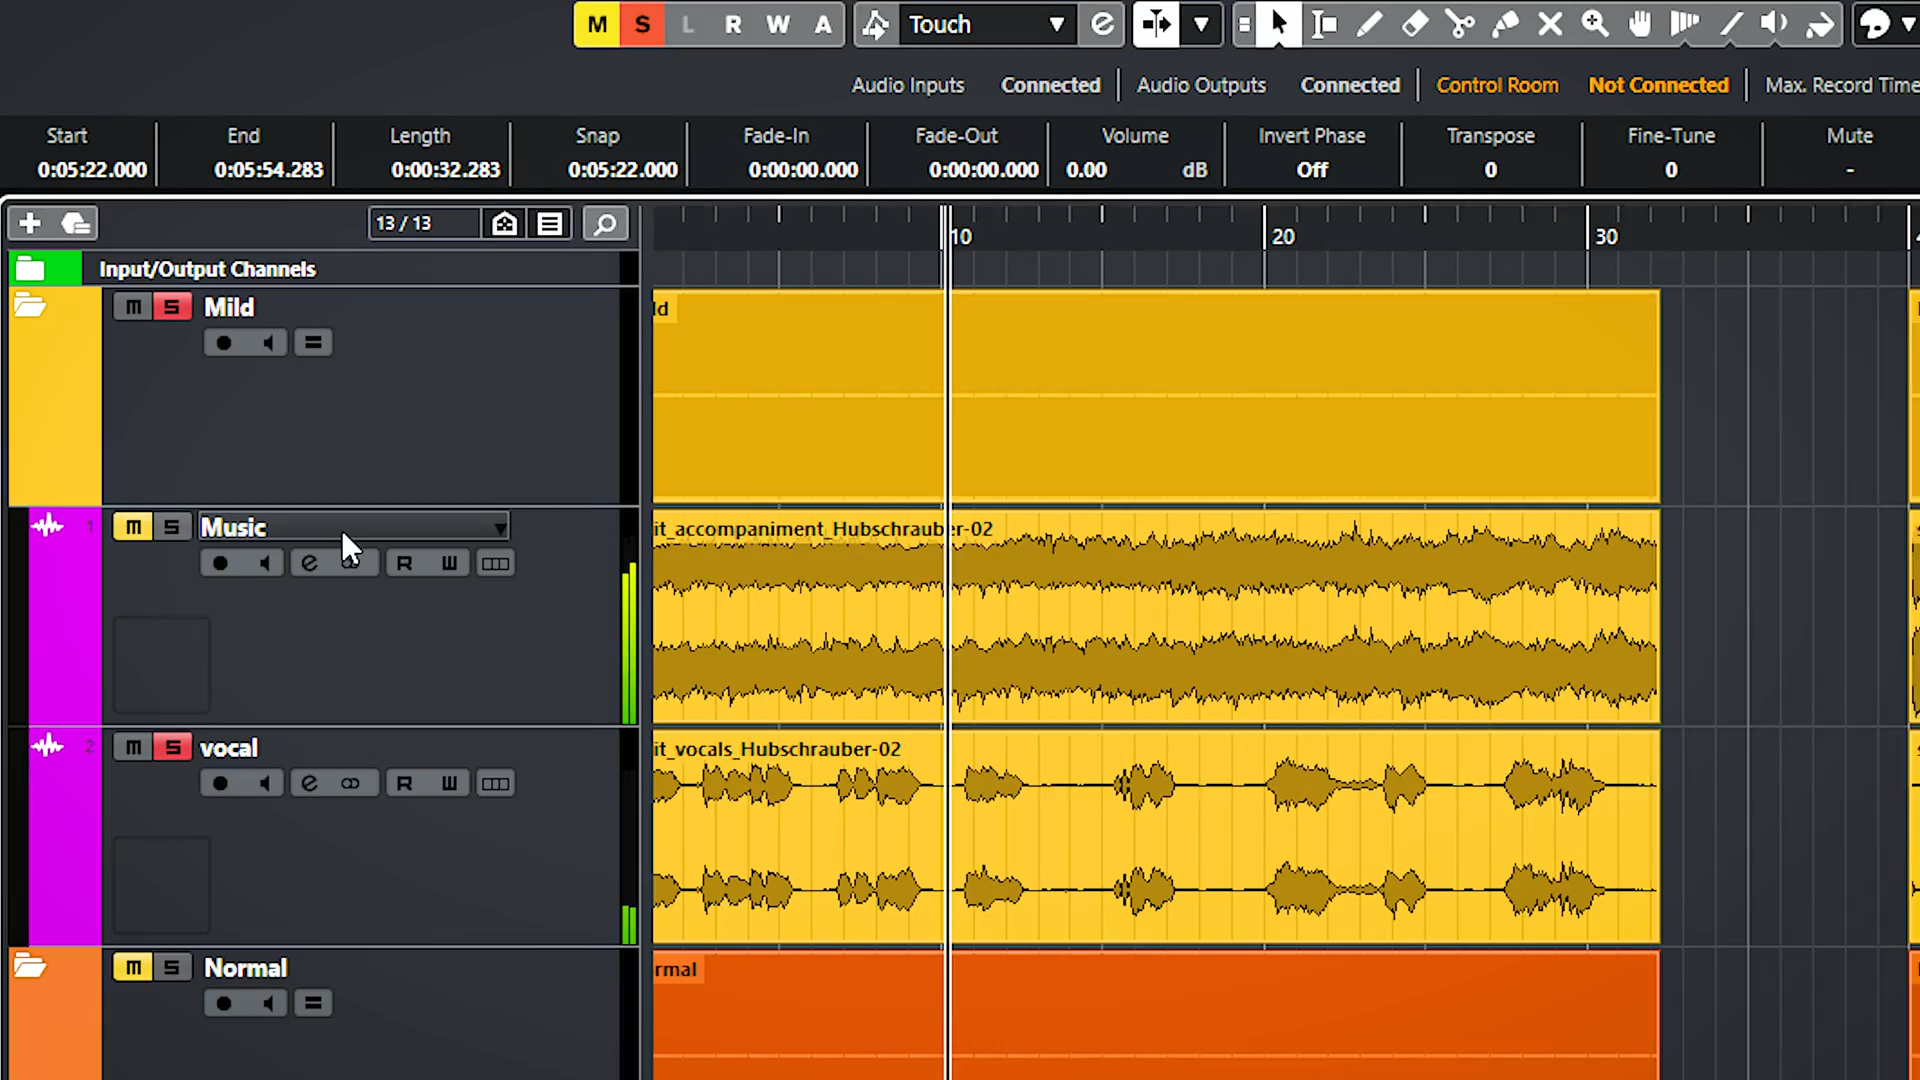 M S L R W A Touch e
Audio Inputs Connected Audio Outputs Connected Control Room Not Connected Max. Record Time
Start End Length Snap Fade-In Fade-Out Volume Invert Phase Transpose Fine-Tune Mute
0:05:22.000 0:05:54.283 0:00:32.283 0:05:22.000 0:00:00.000 0:00:00.000 0.00 dB Off 0 0 -
13 / 13
10 20 30
Input/Output Channels
m S Mild
ld
1 m S Music
it_accompaniment_Hubschrauber-02
e R W
2 m S vocal
it_vocals_Hubschrauber-02
e R W
m S Normal
rmal